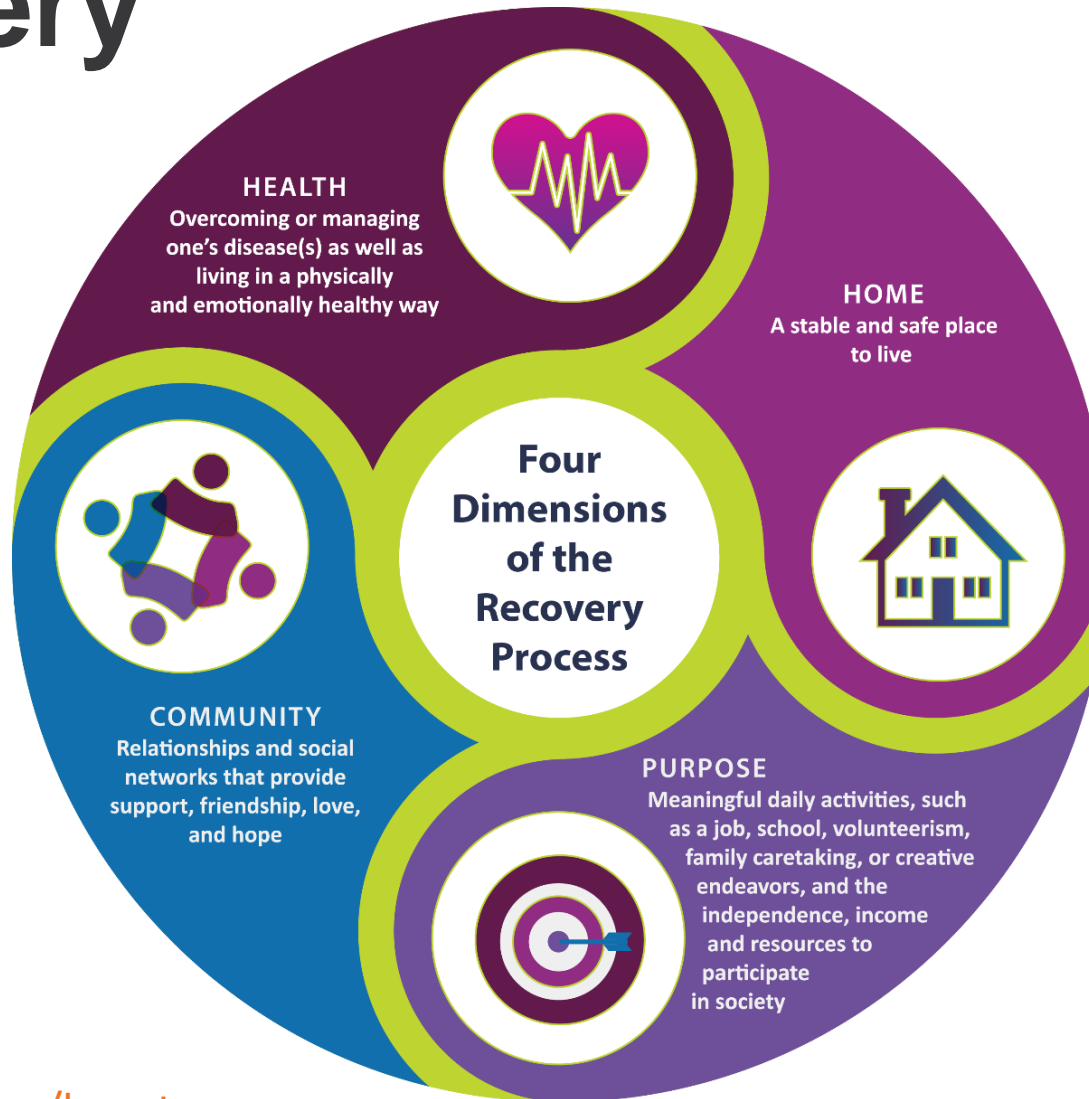 HEALTH
Overcoming or managing
one's disease(s) as well as
living in a physically
and emotionally healthy way
HOME
A stable and safe place
to live
Four
Dimensions
of the
Recovery
Process
COMMUNITY
Relationships and social
networks that provide
support, friendship, love,
and hope
PURPOSE
Meaningful daily activities, such
as a job, school, volunteerism,
family caretaking, or creative
endeavors, and the
independence, income
and resources to
participate
in society